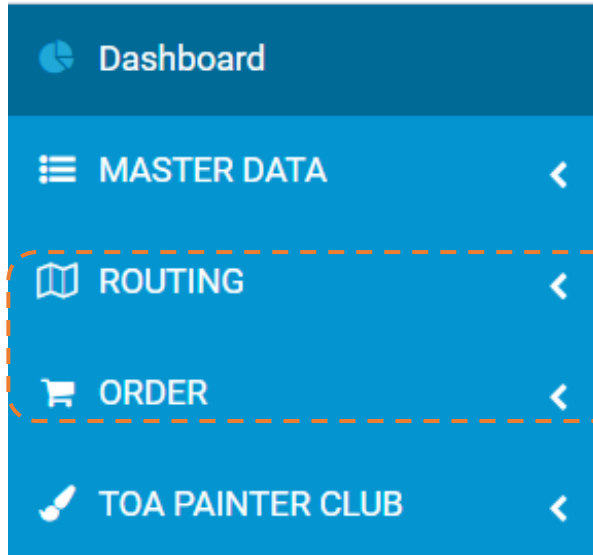 Dashboard
MASTER DATA
ROUTING
ORDER
TOA PAINTER CLUB